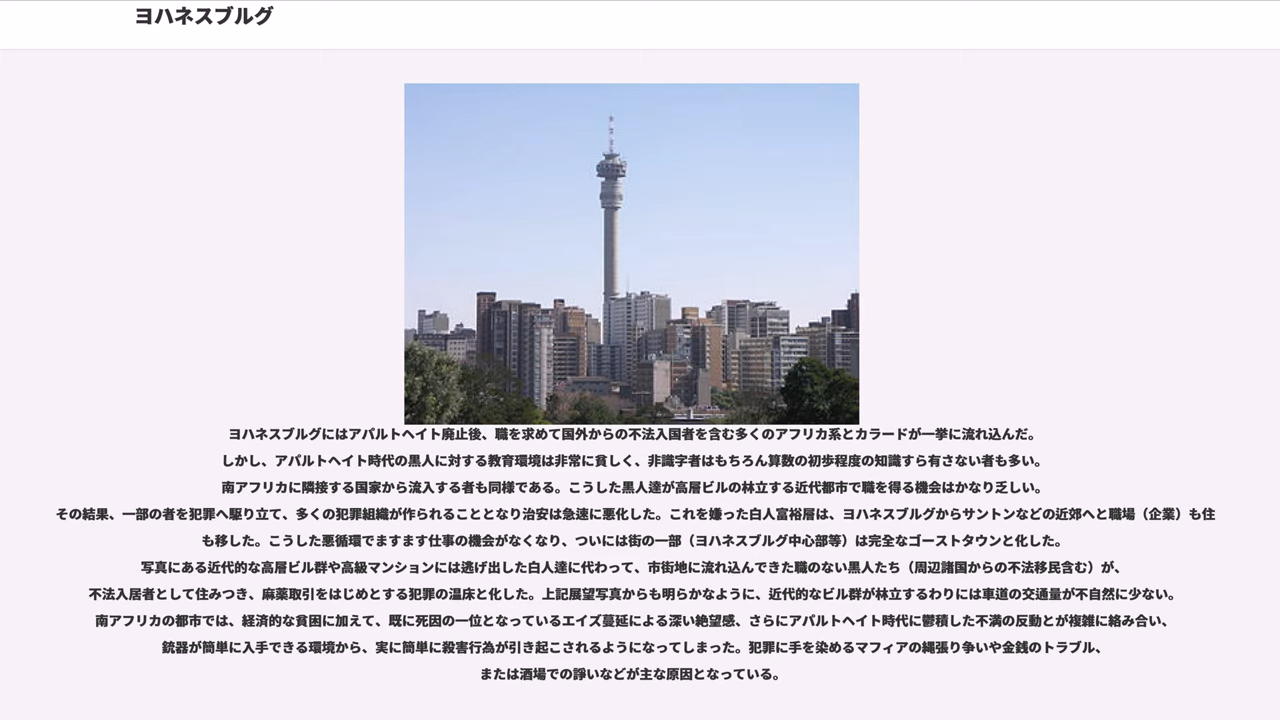 ヨハネスブルグ
ヨハネスブルグにはアパルトヘイト廃止後、職を求めて国外からの不法入国者を含む多くのアフリカ系とカラードが一挙に流れ込んだ。
しかし、アパルトヘイト時代の黒人に対する教育環境は非常に貧しく、非識字者はもちろん算数の初歩程度の知識すら有さない者も多い。
南アフリカに隣接する国家から流入する者も同様である。こうした黒人達が高層ビルの林立する近代都市で職を得る機会はかなり乏しい。
その結果、一部の者を犯罪へ駆り立て、多くの犯罪組織が作られることとなり治安は急速に悪化した。これを嫌った白人富裕層は、ヨハネスブルグからサントンなどの近郊へと職場（企業）も住
も移した。こうした悪循環でますます仕事の機会がなくなり、ついには街の一部（ヨハネスブルグ中心部等）は完全なゴーストタウンと化した。
写真にある近代的な高層ビル群や高級マンションには逃げ出した白人達に代わって、市街地に流れ込んできた職のない黒人たち（周辺諸国からの不法移民含む）が、
不法入居者として住みつき、麻薬取引をはじめとする犯罪の温床と化した。上記展望写真からも明らかなように、近代的なビル群が林立するわりには車道の交通量が不自然に少ない。
南アフリカの都市では、経済的な貧困に加えて、既に死因の一位となっているエイズ蔓延による深い絶望感、さらにアパルトヘイト時代に鬱積した不満の反動とが複雑に絡み合い、
銃器が簡単に入手できる環境から、実に簡単に殺害行為が引き起こされるようになってしまった。犯罪に手を染めるマフィアの縄張り争いや金銭のトラブル、
または酒場での諍いなどが主な原因となっている。